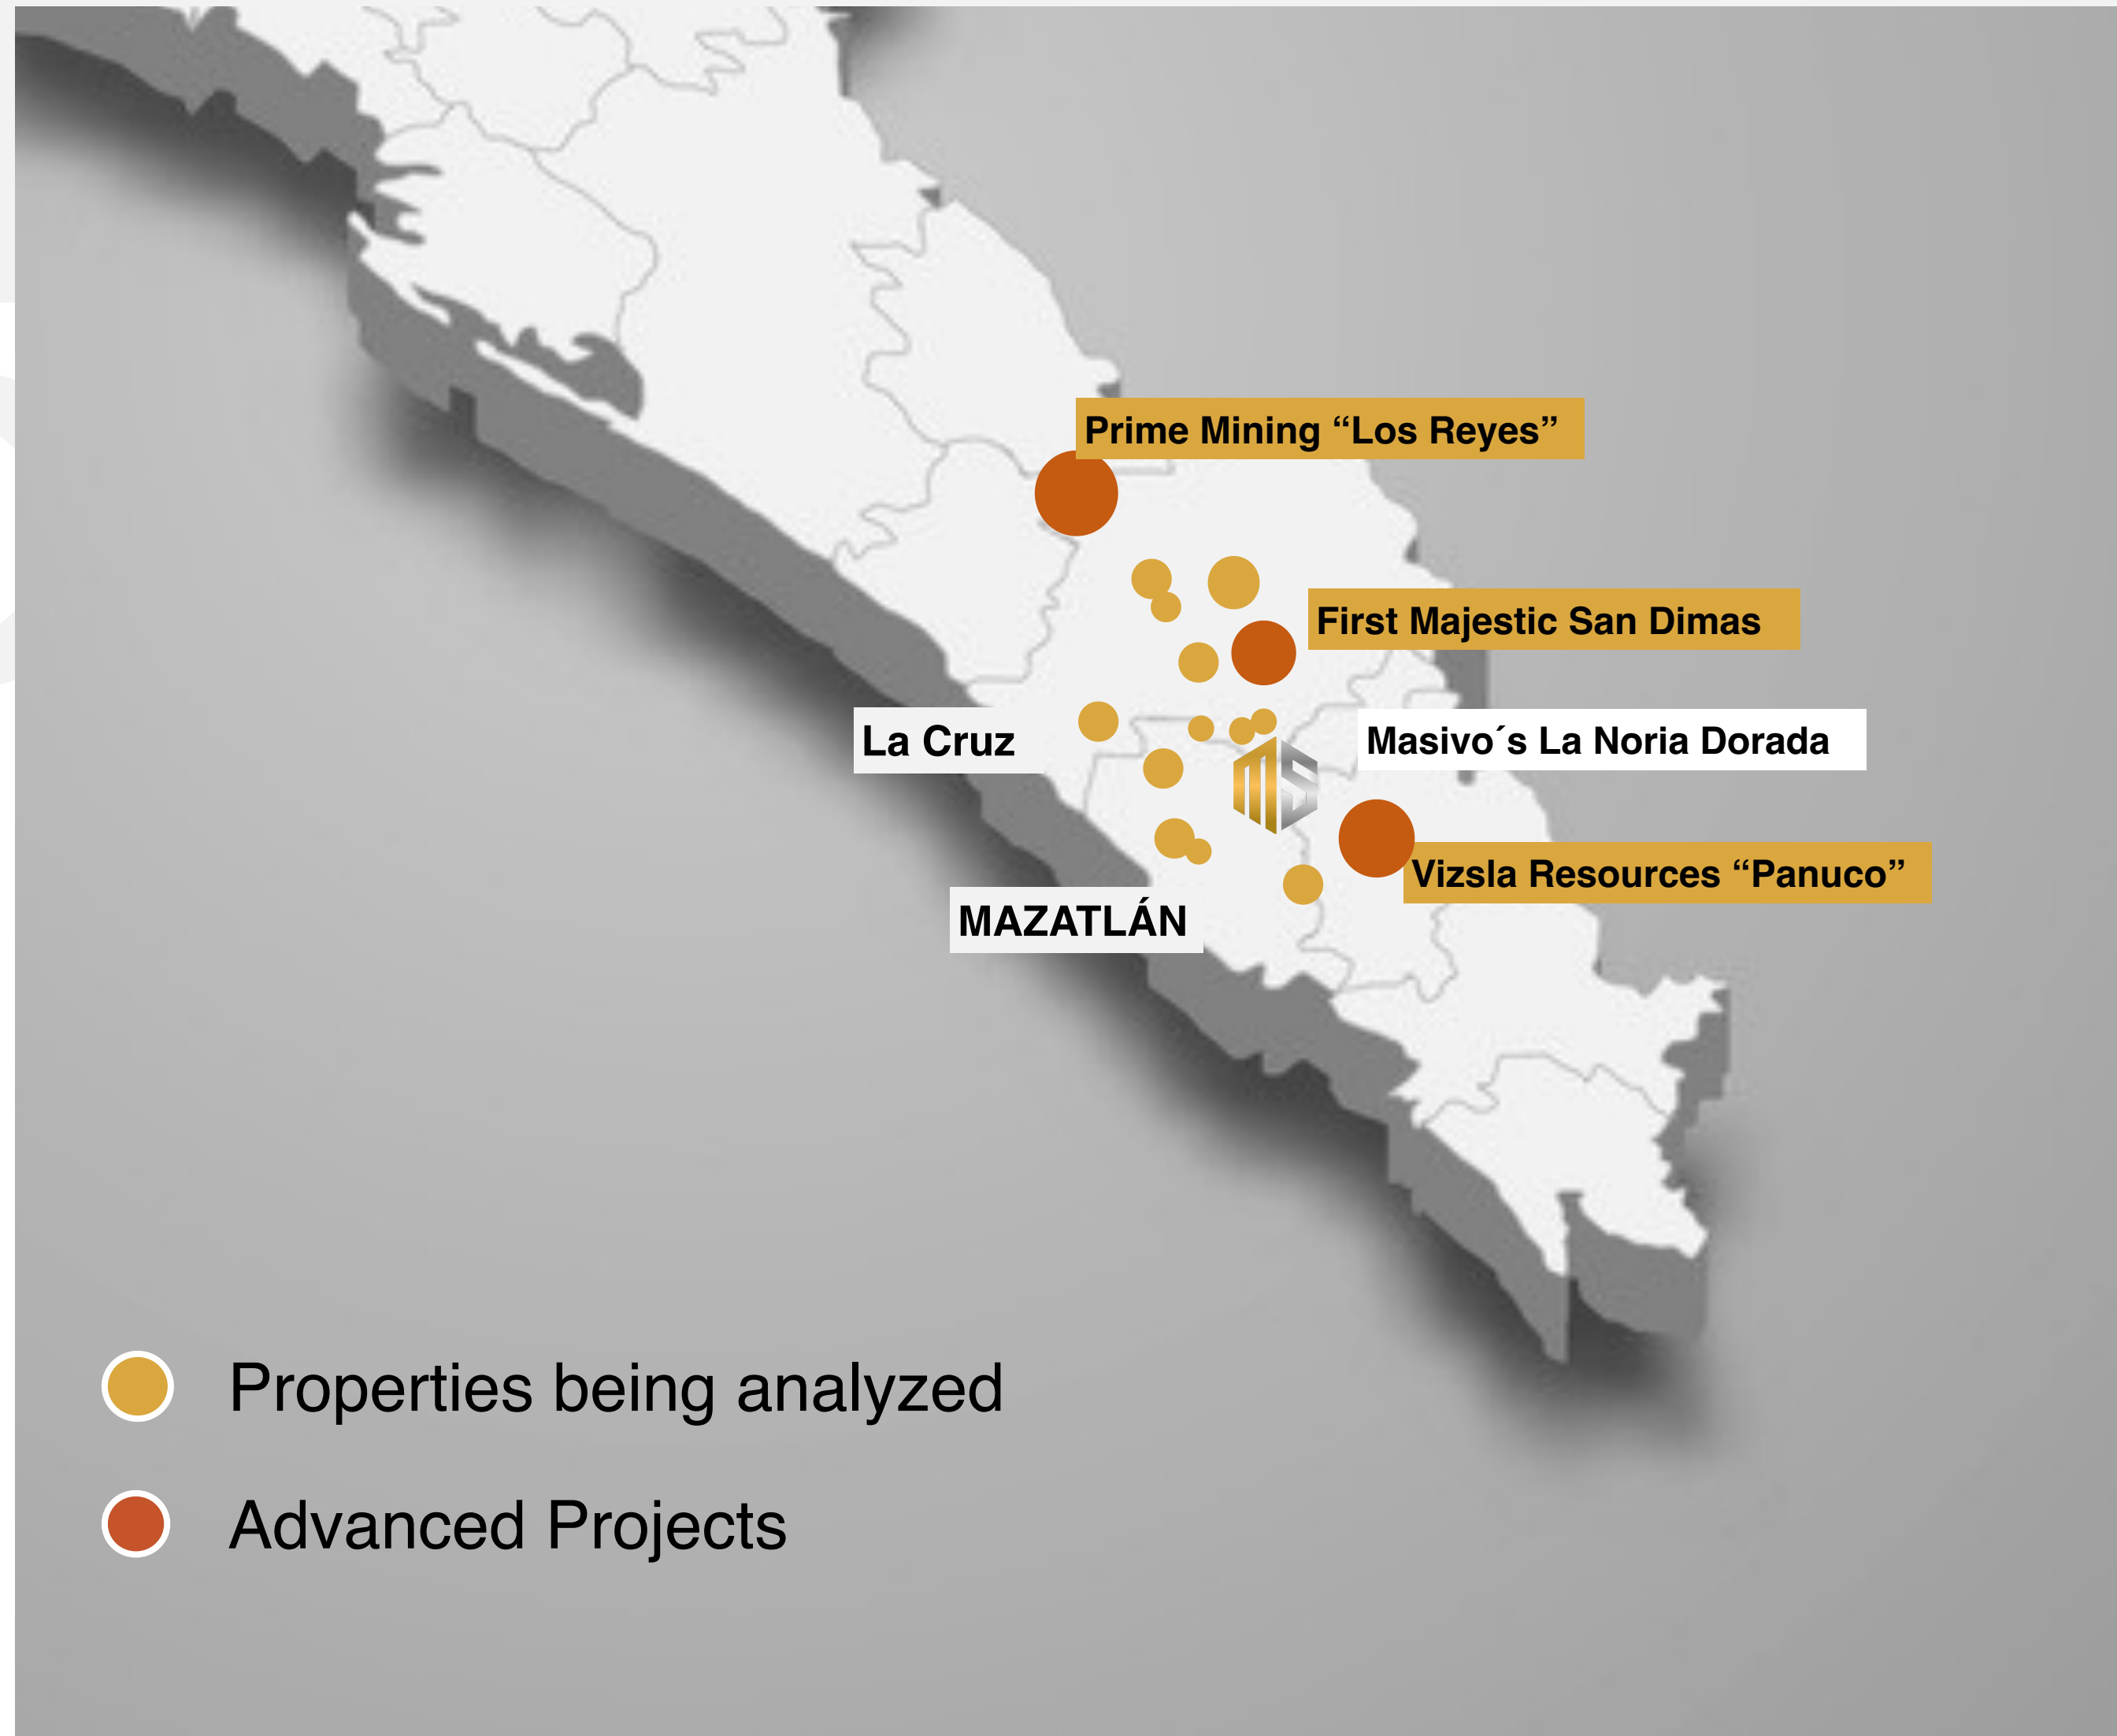 Prime Mining “Los Reyes”
First Majestic San Dimas
La Cruz
Masivo´s La Noria Dorada
MS
Vizsla Resources “Panuco”
MAZATLÁN
Properties being analyzed
Advanced Projects